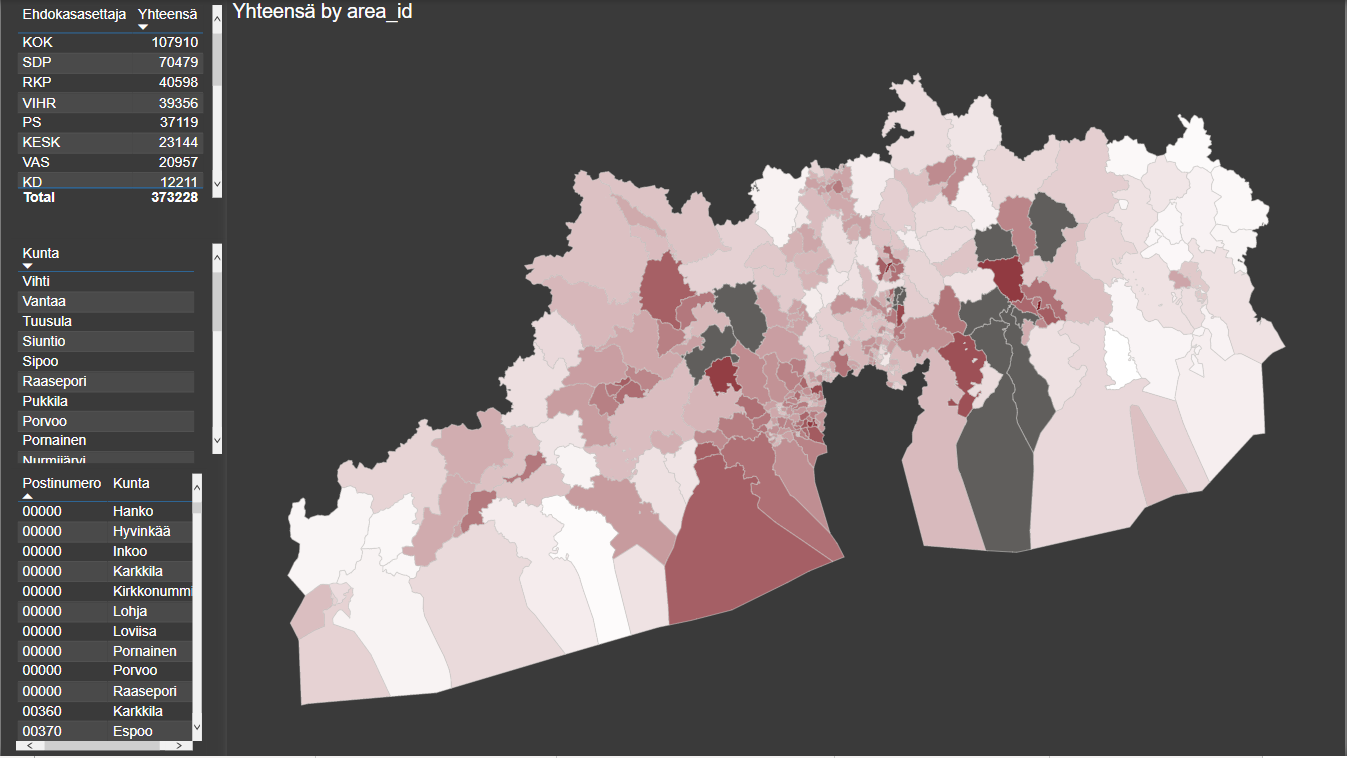 Ehdokasasettaja Yhteensä
KOK 107910
SDP 70479
RKP 40598
VIHR 39356
PS 37119
KESK 23144
VAS 20957
KD 12211
Total 373228
Kunta
Vihti
Vantaa
Tuusula
Siuntio
Sipoo
Raasepori
Pukkila
Porvoo
Pornainen
Nurmijärvi
Postinumero Kunta
00000 Hanko
00000 Hyvinkää
00000 Inkoo
00000 Karkkila
00000 Kirkkonummi
00000 Lohja
00000 Loviisa
00000 Pornainen
00000 Porvoo
00000 Raasepori
00360 Karkkila
00370 Espoo
Yhteensä by area_id